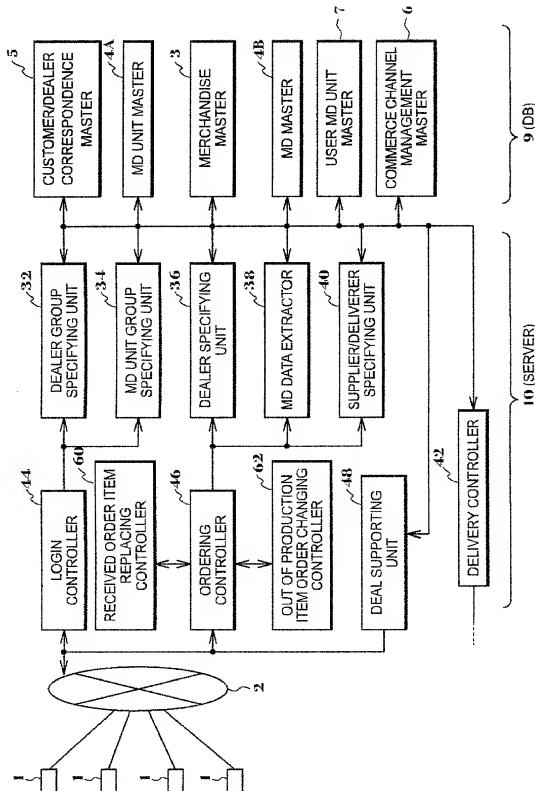 1
1
1
1
2
44
LOGIN
CONTROLLER
60
RECEIVED ORDER ITEM
REPLACING
CONTROLLER
46
ORDERING
CONTROLLER
62
OUT OF PRODUCTION
ITEM ORDER CHANGING
CONTROLLER
48
DEAL SUPPORTING
UNIT
42
DELIVERY CONTROLLER
32
DEALER GROUP
SPECIFYING UNIT
34
MD UNIT GROUP
SPECIFYING UNIT
36
DEALER SPECIFYING
UNIT
38
MD DATA EXTRACTOR
40
SUPPLIER/DELIVERER
SPECIFYING UNIT
10 (SERVER)
5
CUSTOMER/DEALER
CORRESPONDENCE
MASTER
4A
MD UNIT MASTER
3
MERCHANDISE
MASTER
4B
MD MASTER
7
USER MD UNIT
MASTER
6
COMMERCE CHANNEL
MANAGEMENT
MASTER
9 (DB)